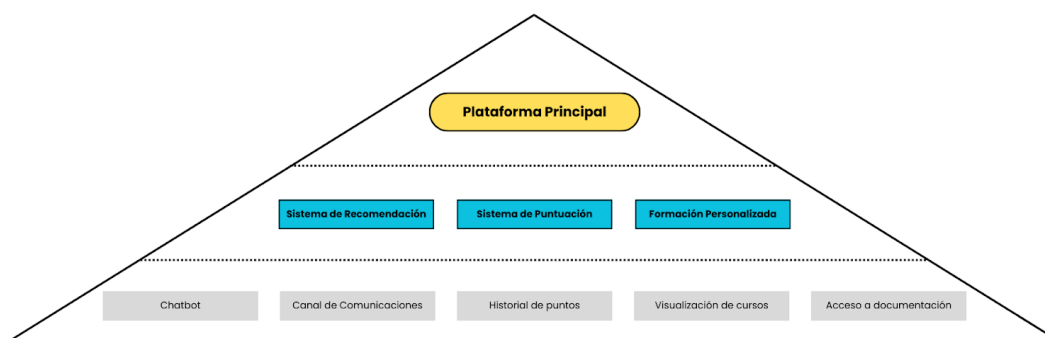 Plataforma Principal
Sistema de Recomendación
Sistema de Puntuación
Formación Personalizada
Chatbot
Canal de Comunicaciones
Historial de puntos
Visualización de cursos
Acceso a documentación